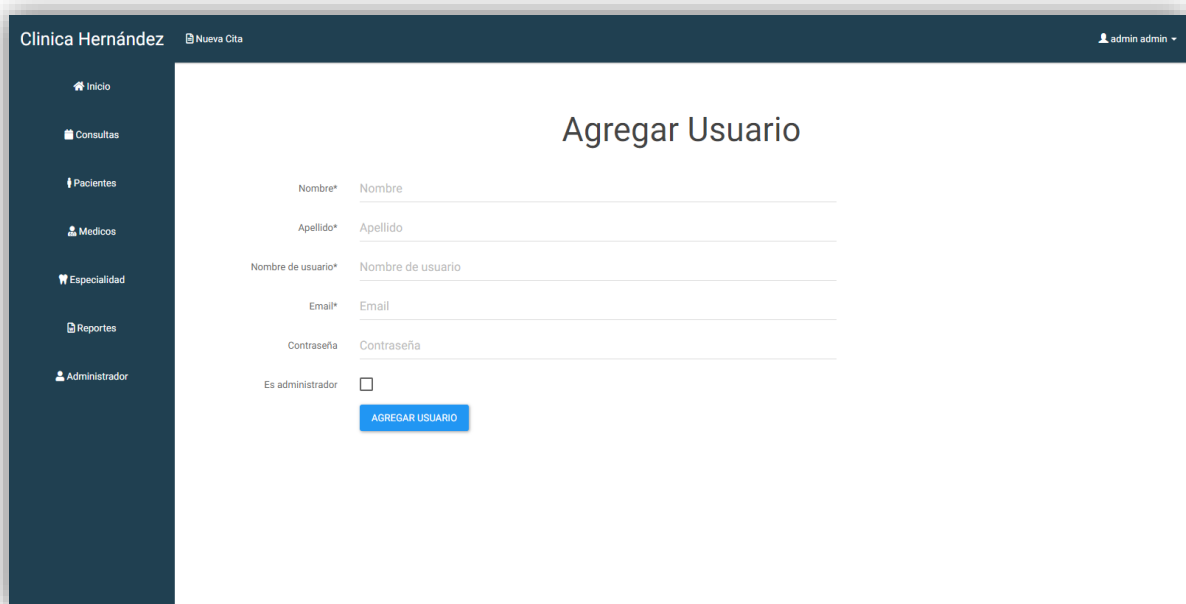 Clinica Hernández
Nueva Cita
admin admin
Inicio
Consultas
Pacientes
Medicos
Especialidad
Reportes
Administrador
Agregar Usuario
Nombre* Nombre
Apellido* Apellido
Nombre de usuario* Nombre de usuario
Email* Email
Contraseña Contraseña
Es administrador
AGREGAR USUARIO